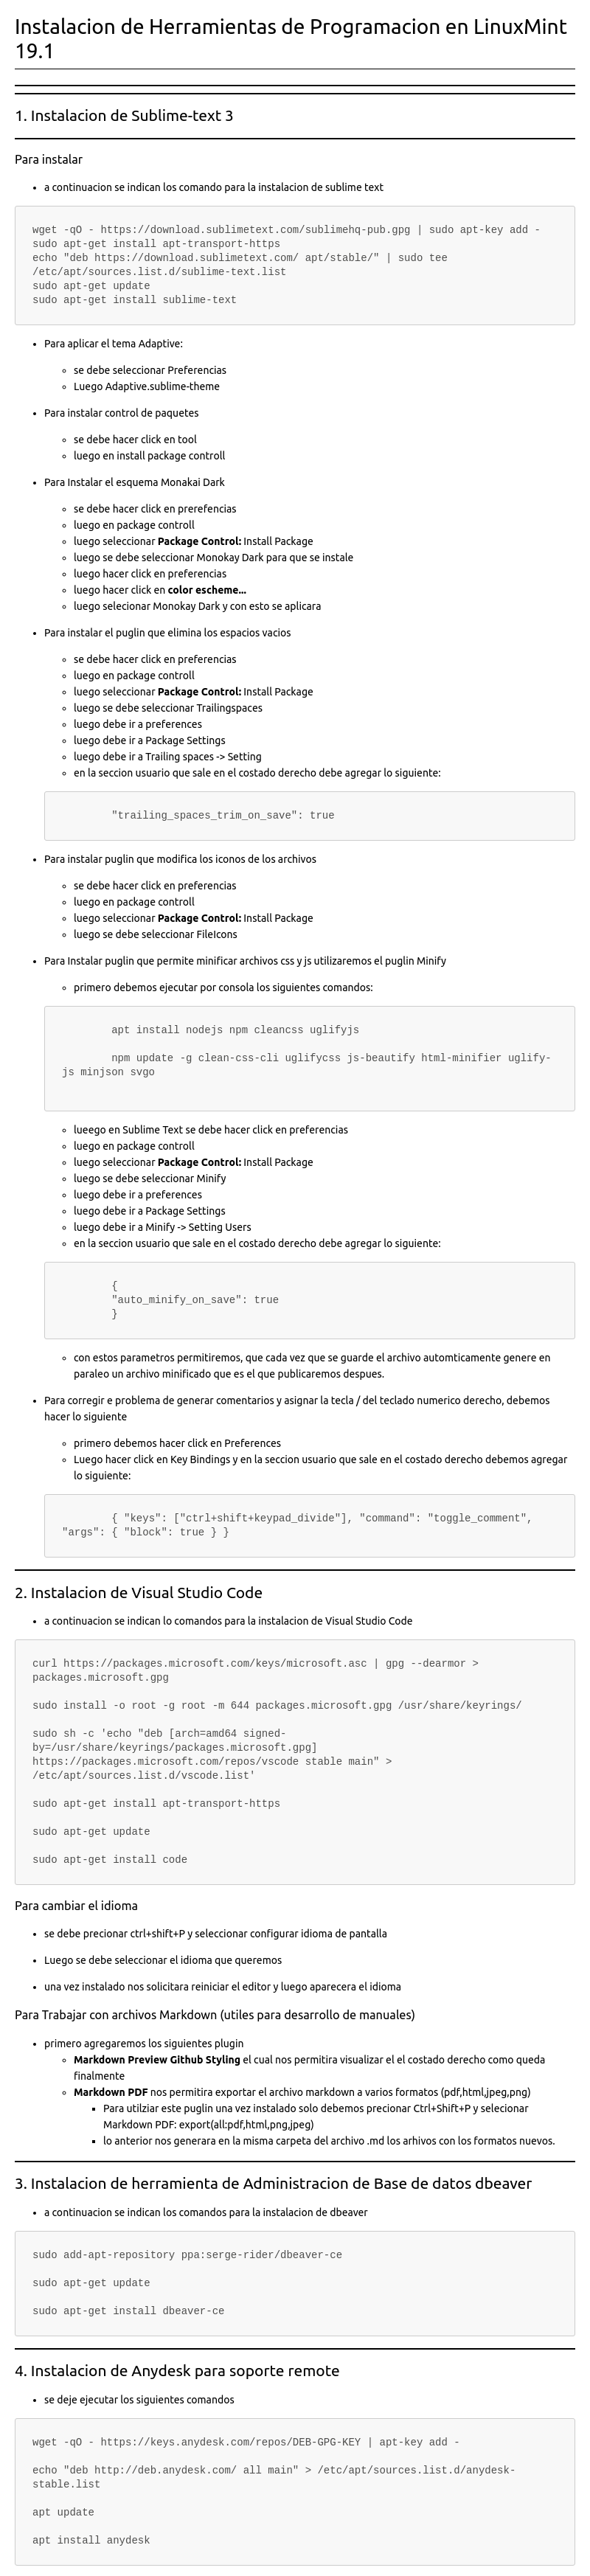 Instalacion de Herramientas de Programacion en LinuxMint
19.1
1. Instalacion de Sublime-text 3
Para instalar
• a continuacion se indican los comando para la instalacion de sublime text
wget -qO - https://download.sublimetext.com/sublimehq-pub.gpg | sudo apt-key add -
sudo apt-get install apt-transport-https
echo "deb https://download.sublimetext.com/ apt/stable/" | sudo tee
/etc/apt/sources.list.d/sublime-text.list
sudo apt-get update
sudo apt-get install sublime-text
• Para aplicar el tema Adaptive:
◦ se debe seleccionar Preferencias
◦ Luego Adaptive.sublime-theme
• Para instalar control de paquetes
◦ se debe hacer click en tool
◦ luego en install package controll
• Para Instalar el esquema Monakai Dark
◦ se debe hacer click en prerefencias
◦ luego en package controll
◦ luego seleccionar Package Control: Install Package
◦ luego se debe seleccionar Monokay Dark para que se instale
◦ luego hacer click en preferencias
◦ luego hacer click en color escheme...
◦ luego selecionar Monokay Dark y con esto se aplicara
• Para instalar el puglin que elimina los espacios vacios
◦ se debe hacer click en preferencias
◦ luego en package controll
◦ luego seleccionar Package Control: Install Package
◦ luego se debe seleccionar Trailingspaces
◦ luego debe ir a preferences
◦ luego debe ir a Package Settings
◦ luego debe ir a Trailing spaces -> Setting
◦ en la seccion usuario que sale en el costado derecho debe agregar lo siguiente:
"trailing_spaces_trim_on_save": true
• Para instalar puglin que modifica los iconos de los archivos
◦ se debe hacer click en preferencias
◦ luego en package controll
◦ luego seleccionar Package Control: Install Package
◦ luego se debe seleccionar FileIcons
• Para Instalar puglin que permite minificar archivos css y js utilizaremos el puglin Minify
◦ primero debemos ejecutar por consola los siguientes comandos:
apt install nodejs npm cleancss uglifyjs
npm update -g clean-css-cli uglifycss js-beautify html-minifier uglify-
js minjson svgo
◦ lueego en Sublime Text se debe hacer click en preferencias
◦ luego en package controll
◦ luego seleccionar Package Control: Install Package
◦ luego se debe seleccionar Minify
◦ luego debe ir a preferences
◦ luego debe ir a Package Settings
◦ luego debe ir a Minify -> Setting Users
◦ en la seccion usuario que sale en el costado derecho debe agregar lo siguiente:
{
"auto_minify_on_save": true
}
◦ con estos parametros permitiremos, que cada vez que se guarde el archivo automticamente genere en
paraleo un archivo minificado que es el que publicaremos despues.
• Para corregir e problema de generar comentarios y asignar la tecla / del teclado numerico derecho, debemos
hacer lo siguiente
◦ primero debemos hacer click en Preferences
◦ Luego hacer click en Key Bindings y en la seccion usuario que sale en el costado derecho debemos agregar
lo siguiente:
{ "keys": ["ctrl+shift+keypad_divide"], "command": "toggle_comment",
"args": { "block": true } }
2. Instalacion de Visual Studio Code
• a continuacion se indican lo comandos para la instalacion de Visual Studio Code
curl https://packages.microsoft.com/keys/microsoft.asc | gpg --dearmor >
packages.microsoft.gpg
sudo install -o root -g root -m 644 packages.microsoft.gpg /usr/share/keyrings/
sudo sh -c 'echo "deb [arch=amd64 signed-
by=/usr/share/keyrings/packages.microsoft.gpg]
https://packages.microsoft.com/repos/vscode stable main" >
/etc/apt/sources.list.d/vscode.list'
sudo apt-get install apt-transport-https
sudo apt-get update
sudo apt-get install code
Para cambiar el idioma
• se debe precionar ctrl+shift+P y seleccionar configurar idioma de pantalla
• Luego se debe seleccionar el idioma que queremos
• una vez instalado nos solicitara reiniciar el editor y luego aparecera el idioma
Para Trabajar con archivos Markdown (utiles para desarrollo de manuales)
• primero agregaremos los siguientes plugin
◦ Markdown Preview Github Styling el cual nos permitira visualizar el el costado derecho como queda
finalmente
◦ Markdown PDF nos permitira exportar el archivo markdown a varios formatos (pdf,html,jpeg,png)
▪ Para utilziar este puglin una vez instalado solo debemos precionar Ctrl+Shift+P y selecionar
Markdown PDF: export(all:pdf,html,png,jpeg)
▪ lo anterior nos generara en la misma carpeta del archivo .md los arhivos con los formatos nuevos.
3. Instalacion de herramienta de Administracion de Base de datos dbeaver
• a continuacion se indican los comandos para la instalacion de dbeaver
sudo add-apt-repository ppa:serge-rider/dbeaver-ce
sudo apt-get update
sudo apt-get install dbeaver-ce
4. Instalacion de Anydesk para soporte remote
• se deje ejecutar los siguientes comandos
wget -qO - https://keys.anydesk.com/repos/DEB-GPG-KEY | apt-key add -
echo "deb http://deb.anydesk.com/ all main" > /etc/apt/sources.list.d/anydesk-
stable.list
apt update
apt install anydesk